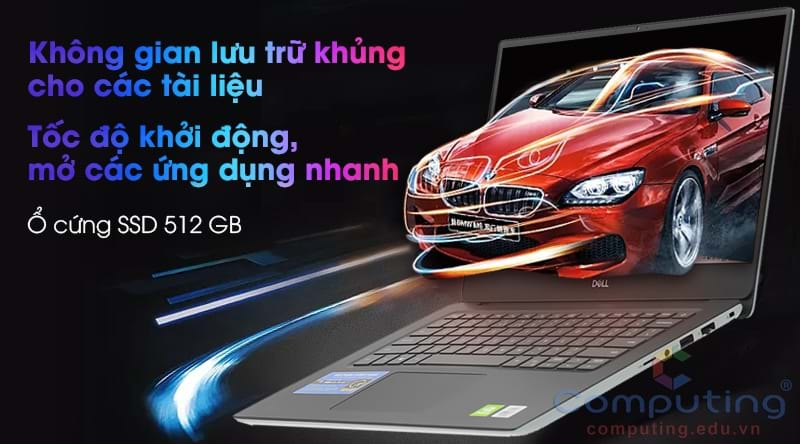 Không gian lưu trữ khủng
cho các tài liệu
Tốc độ khởi động,
mở các ứng dụng nhanh
Ổ cứng SSD 512 GB
DELL
computing®
computing.edu.vn